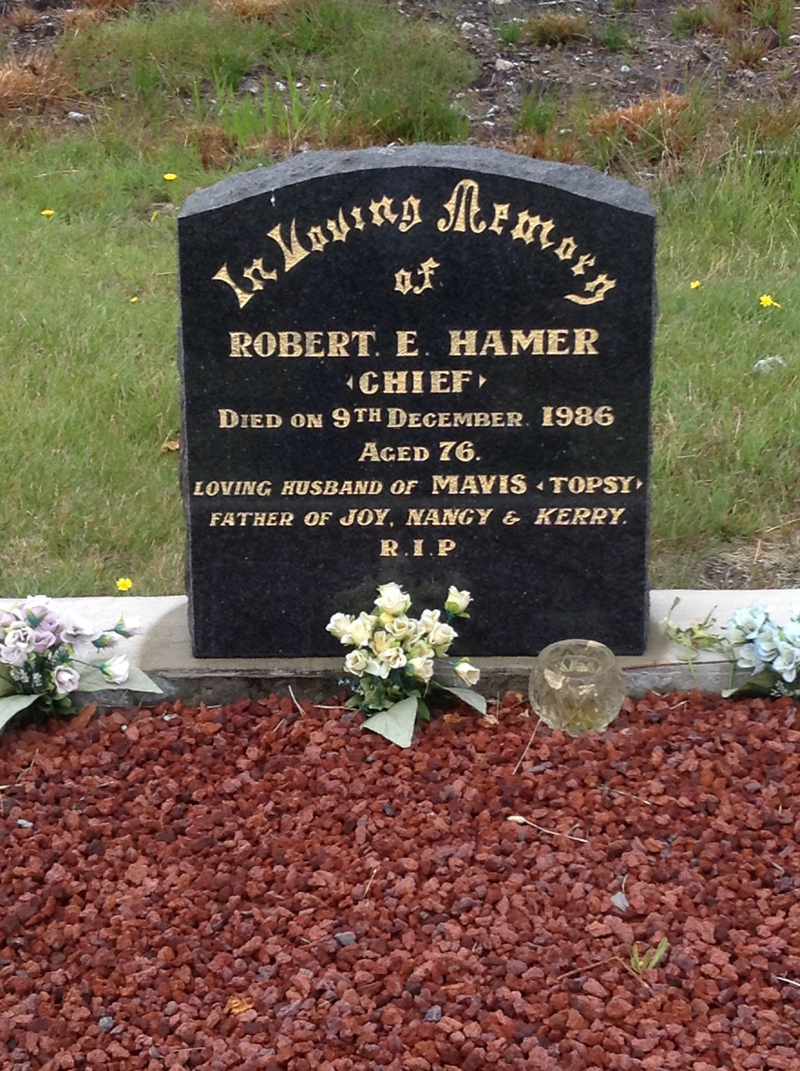 In Loving Memory
of
ROBERT. E. HAMER
‹CHIEF›
DIED ON 9TH DECEMBER. 1986
AGED 76.
LOVING HUSBAND OF MAVIS ‹TOPSY›
FATHER OF JOY, NANCY & KERRY.
R.I.P